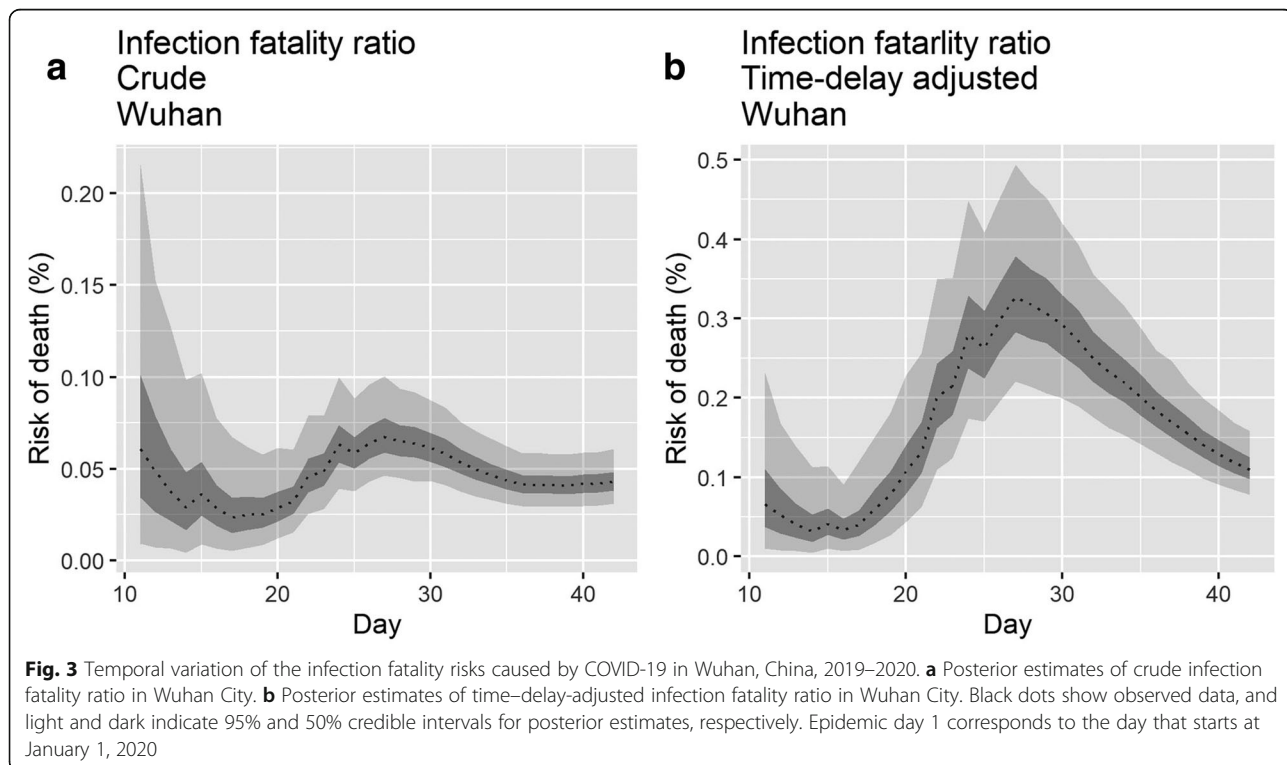 a
Infection fatality ratio
Crude
Wuhan
0.20
0.15
0.10
0.05
0.00
Risk of death (%)
10 20 30 40
Day
b
Infection fatarlity ratio
Time-delay adjusted
Wuhan
0.5
0.4
0.3
0.2
0.1
0.0
Risk of death (%)
10 20 30 40
Day
Fig. 3 Temporal variation of the infection fatality risks caused by COVID-19 in Wuhan, China, 2019–2020. a Posterior estimates of crude infection
fatality ratio in Wuhan City. b Posterior estimates of time–delay-adjusted infection fatality ratio in Wuhan City. Black dots show observed data, and
light and dark indicate 95% and 50% credible intervals for posterior estimates, respectively. Epidemic day 1 corresponds to the day that starts at
January 1, 2020